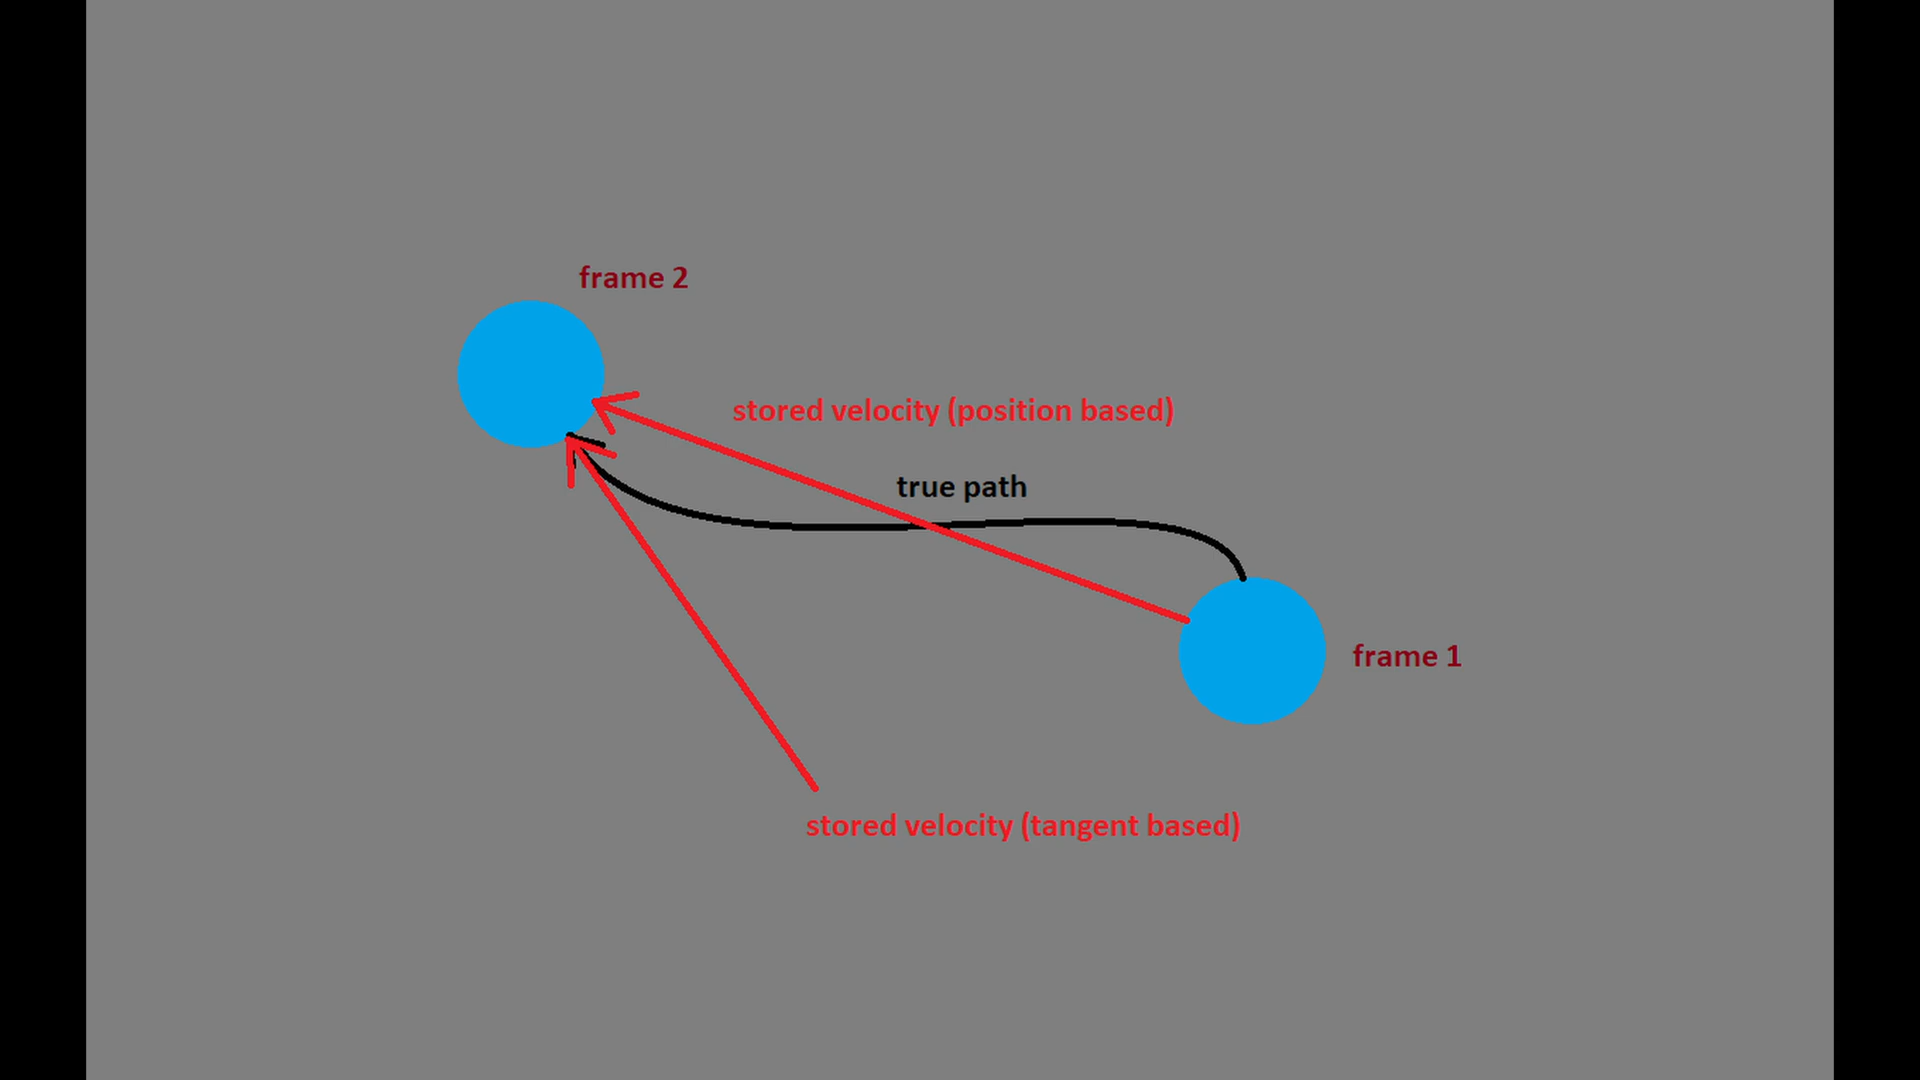 frame 2
stored velocity (position based)
true path
frame 1
stored velocity (tangent based)